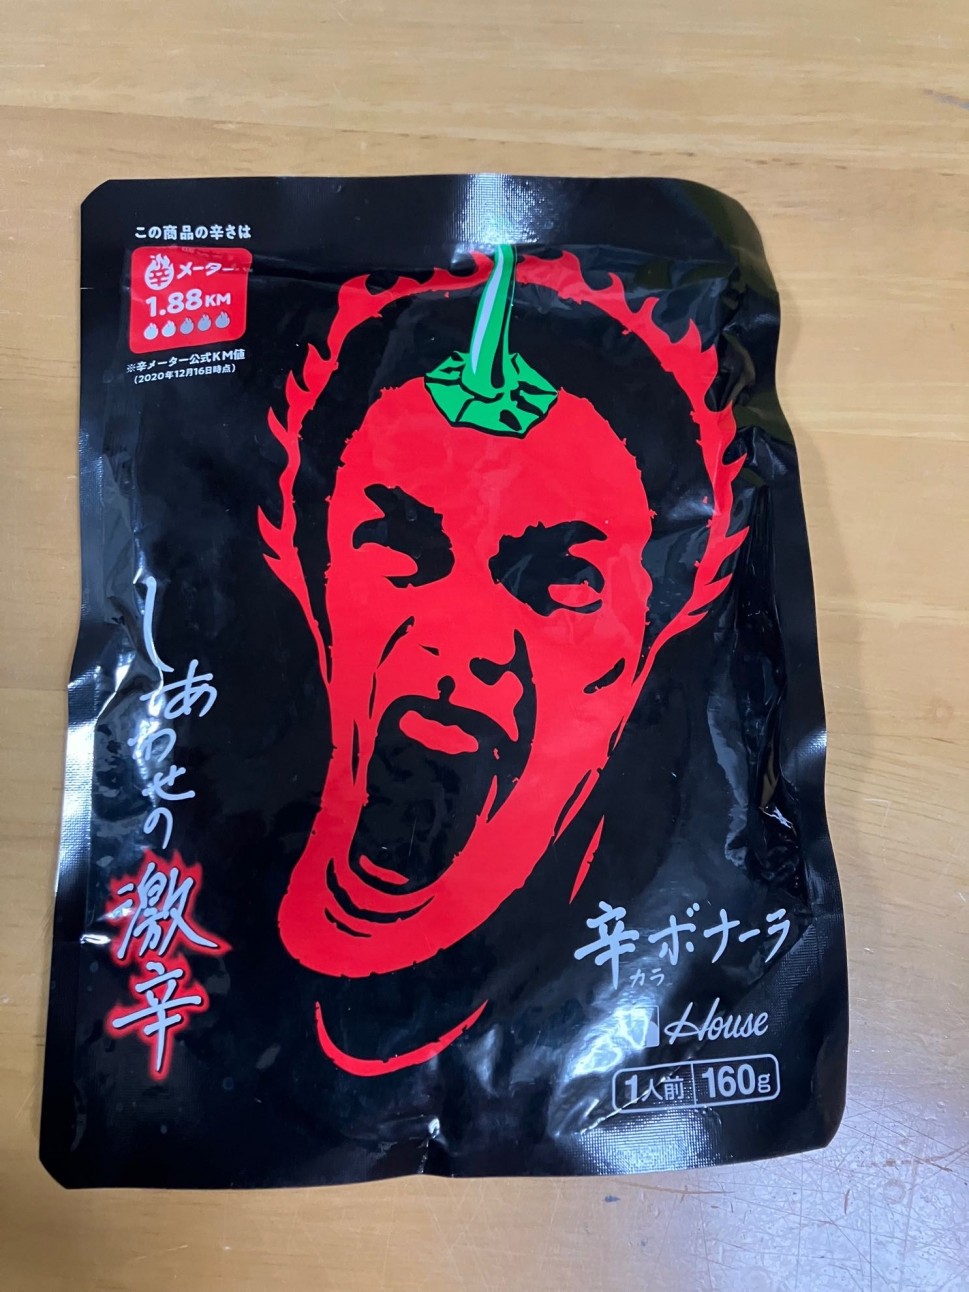 この商品の辛さは
辛メーター
1.88KM
※辛メーター公式KM値
(2020年12月16日時点)
しあわせの激辛
辛ボナーラ
カラ
House
1人前 160g